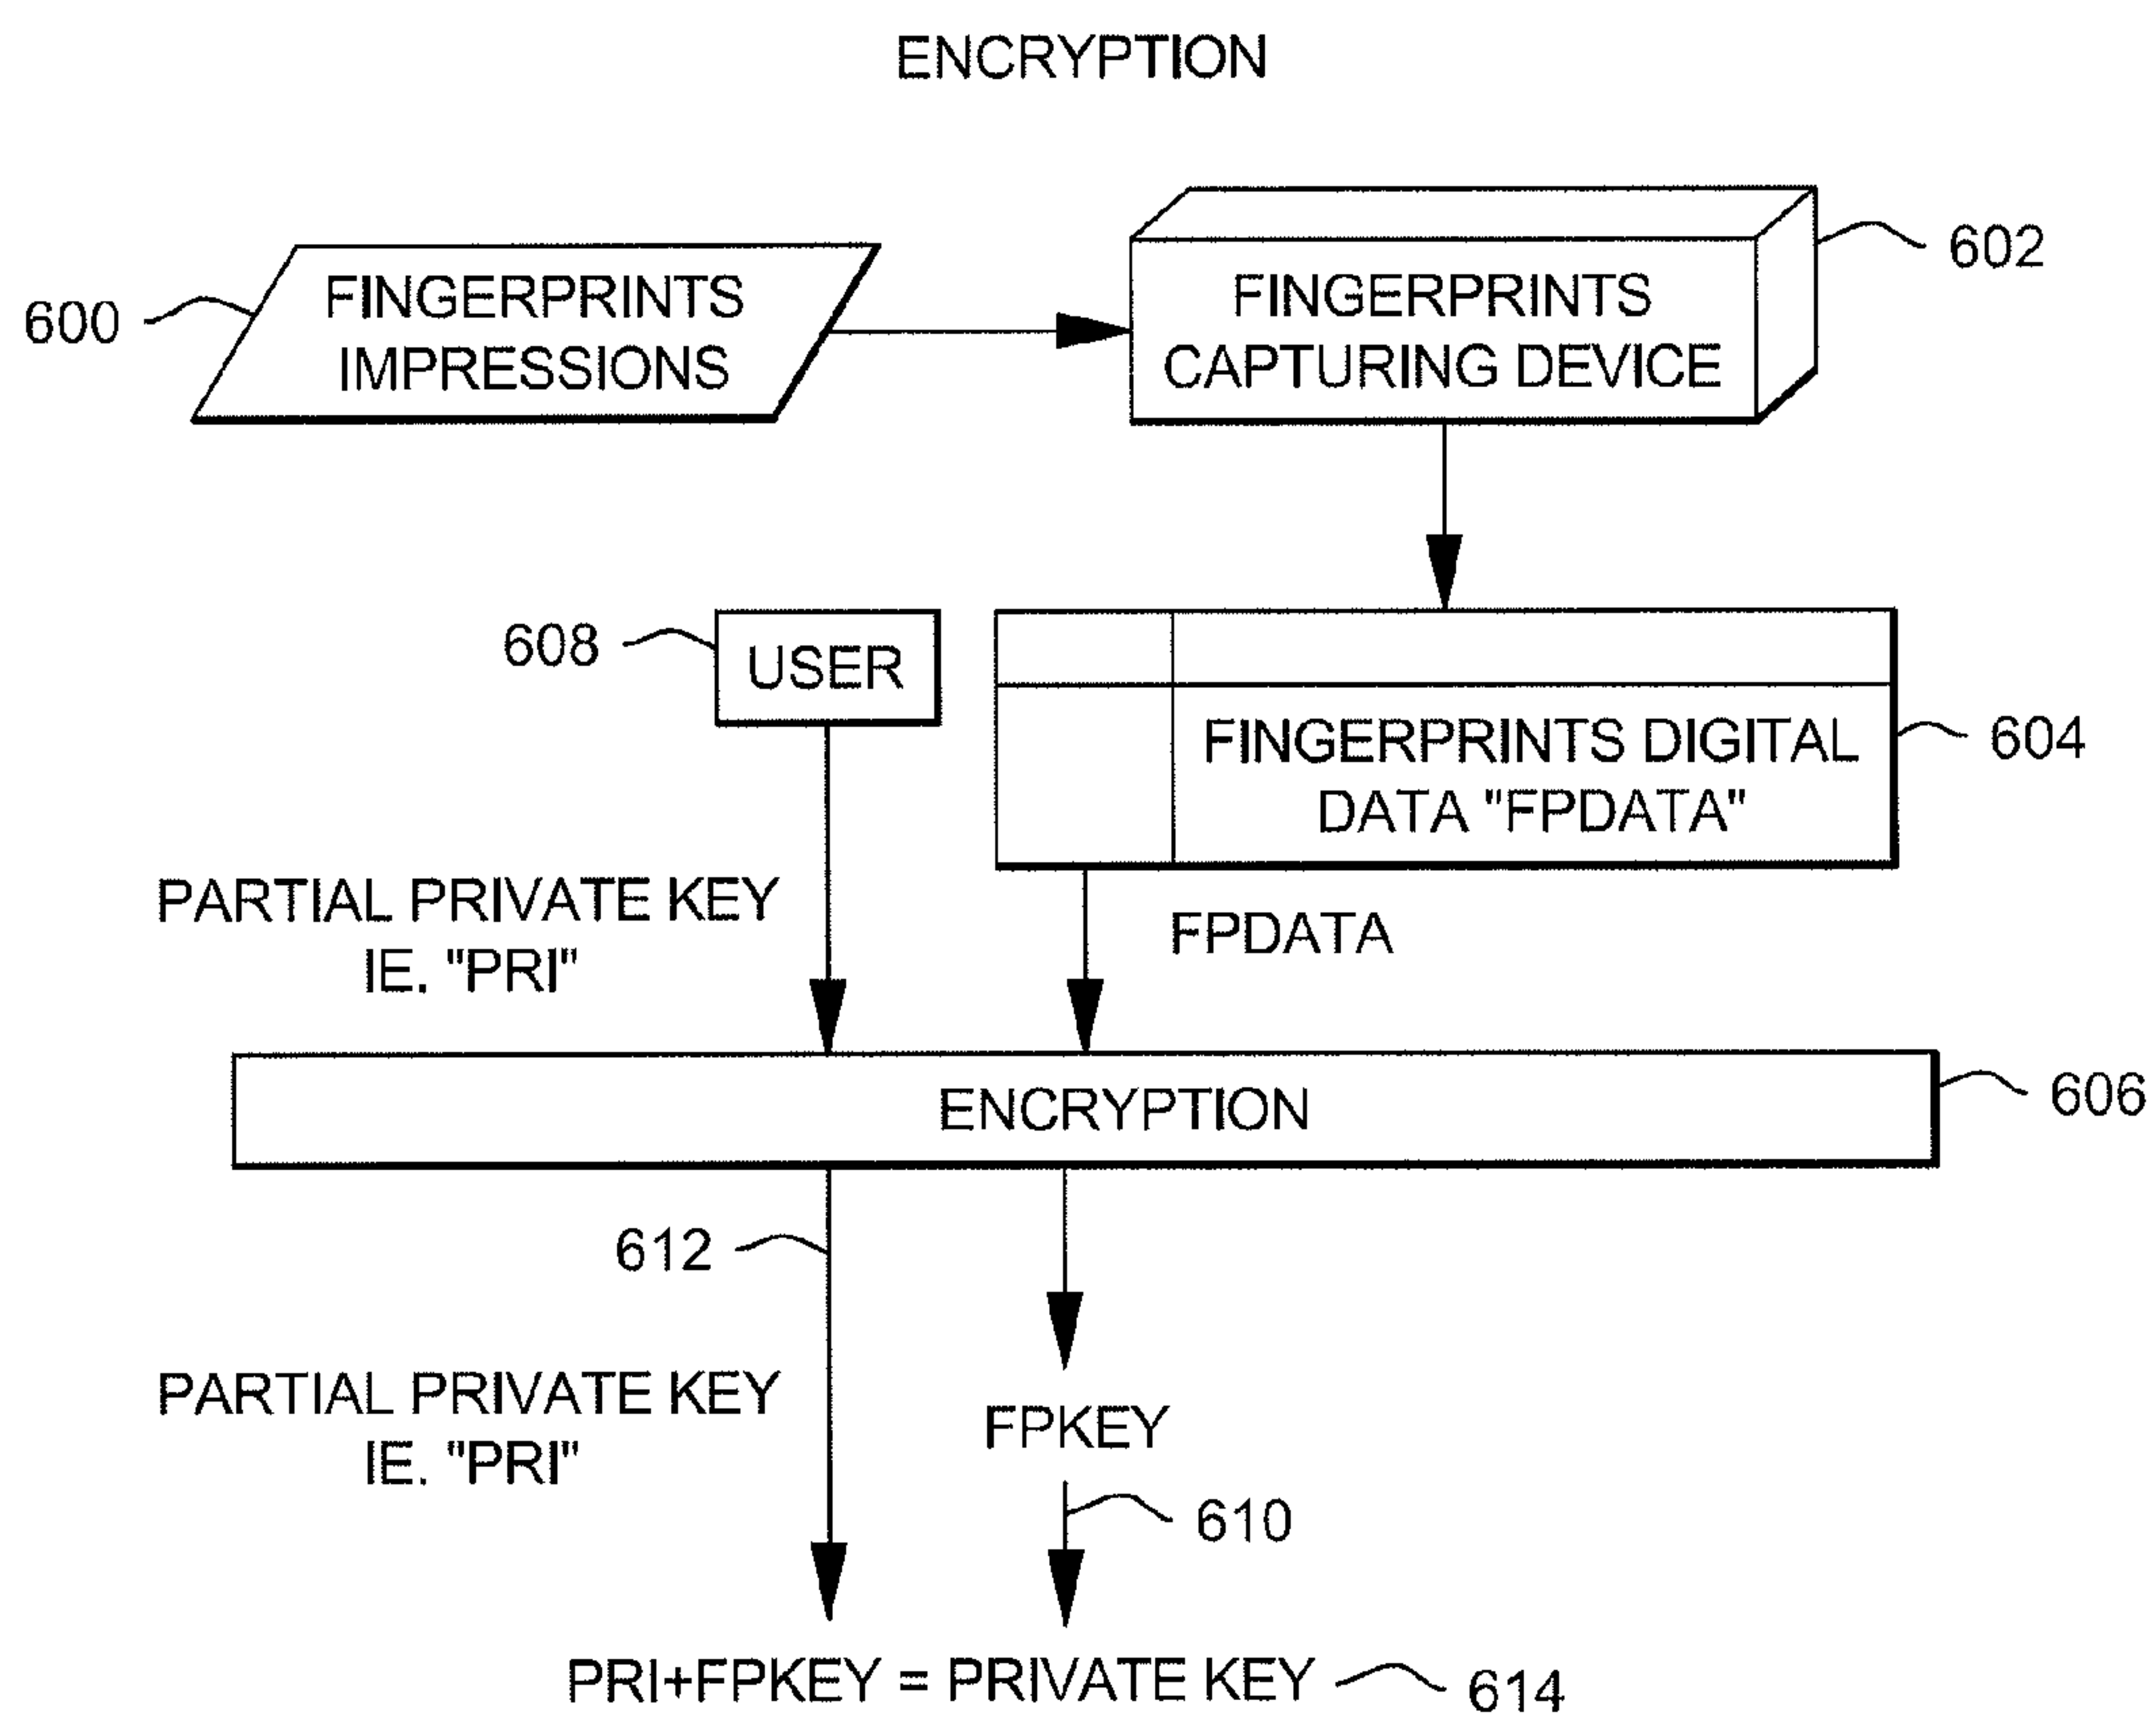 ENCRYPTION
600
FINGERPRINTS
IMPRESSIONS
FINGERPRINTS
CAPTURING DEVICE
602
608
USER
FINGERPRINTS DIGITAL
DATA "FPDATA"
604
PARTIAL PRIVATE KEY
IE. "PRI"
FPDATA
ENCRYPTION
606
612
PARTIAL PRIVATE KEY
IE. "PRI"
FPKEY
610
PRI+FPKEY = PRIVATE KEY
614